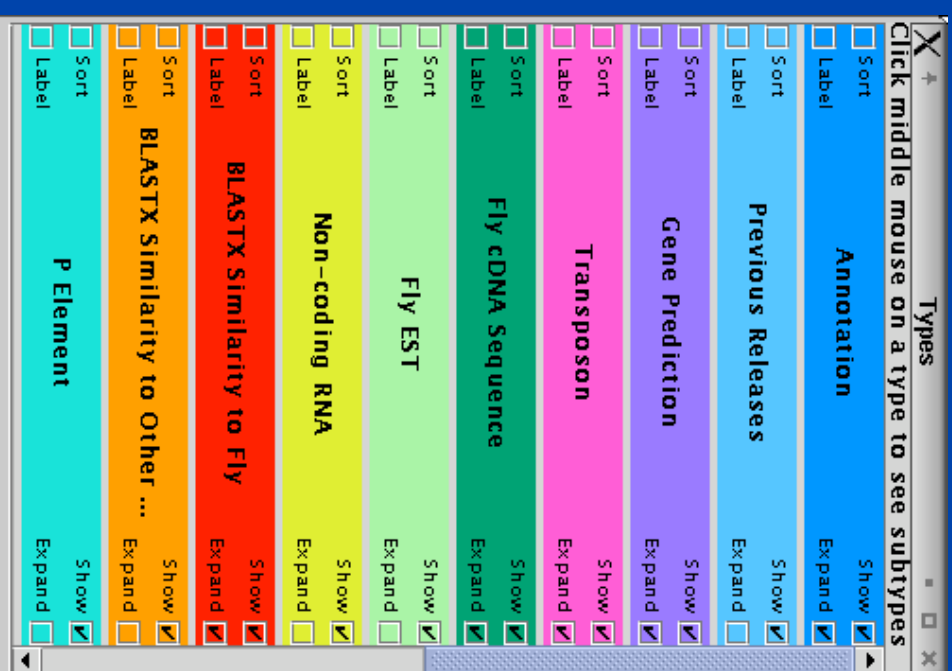 Types
Click middle mouse on a type to see subtypes
Sort Annotation Show
Label Expand
Sort Previous Releases Show
Label Expand
Sort Gene Prediction Show
Label Expand
Sort Transposon Show
Label Expand
Sort Fly cDNA Sequence Show
Label Expand
Sort Fly EST Show
Label Expand
Sort Non-coding RNA Show
Label Expand
Sort BLASTX Similarity to Fly Show
Label Expand
Sort BLASTX Similarity to Other ... Show
Label Expand
Sort P Element Show
Label Expand